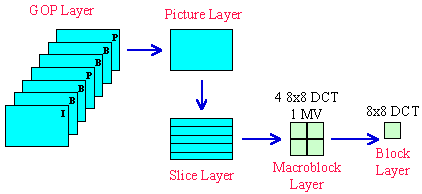 GOP Layer
Picture Layer
P
B
B
P
B
B
I
4 8x8 DCT
1 MV
8x8 DCT
Slice Layer
Macroblock
Layer
Block
Layer